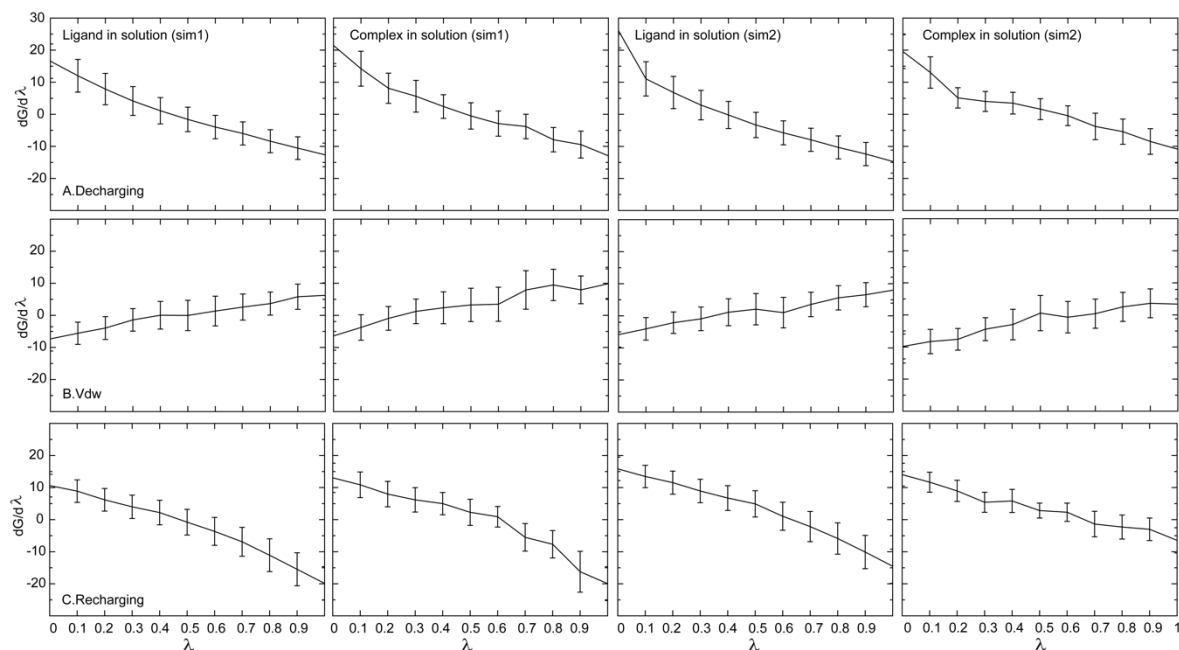 Ligand in solution (sim1) Complex in solution (sim1) Ligand in solution (sim2) Complex in solution (sim2)
30
20
10
0
-10
-20
dG/dλ
A.Decharging
20
10
0
-10
-20
dG/dλ
B.Vdw
20
10
0
-10
-20
dG/dλ
C.Recharging
0 0.1 0.2 0.3 0.4 0.5 0.6 0.7 0.8 0.9 0 0.1 0.2 0.3 0.4 0.5 0.6 0.7 0.8 0.9 0 0.1 0.2 0.3 0.4 0.5 0.6 0.7 0.8 0.9 0 0.1 0.2 0.3 0.4 0.5 0.6 0.7 0.8 0.9 1
λ λ λ λ